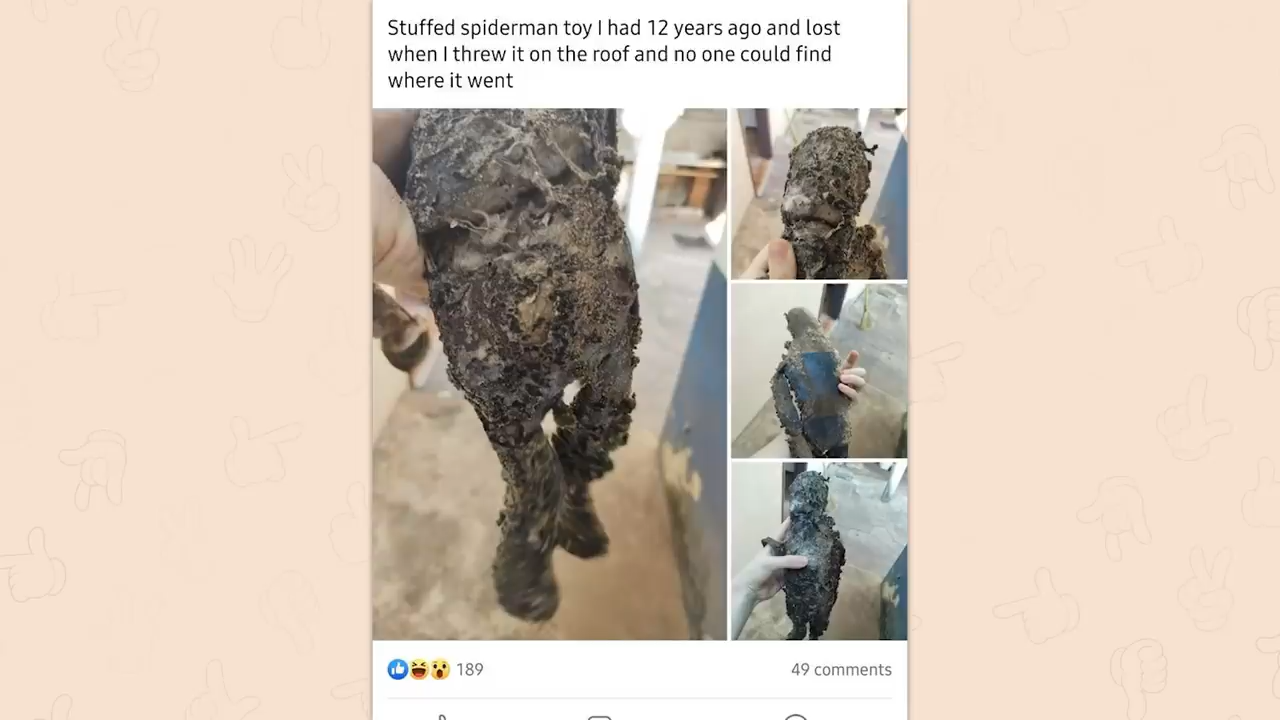 Stuffed spiderman toy I had 12 years ago and lost
when I threw it on the roof and no one could find
where it went
189
49 comments